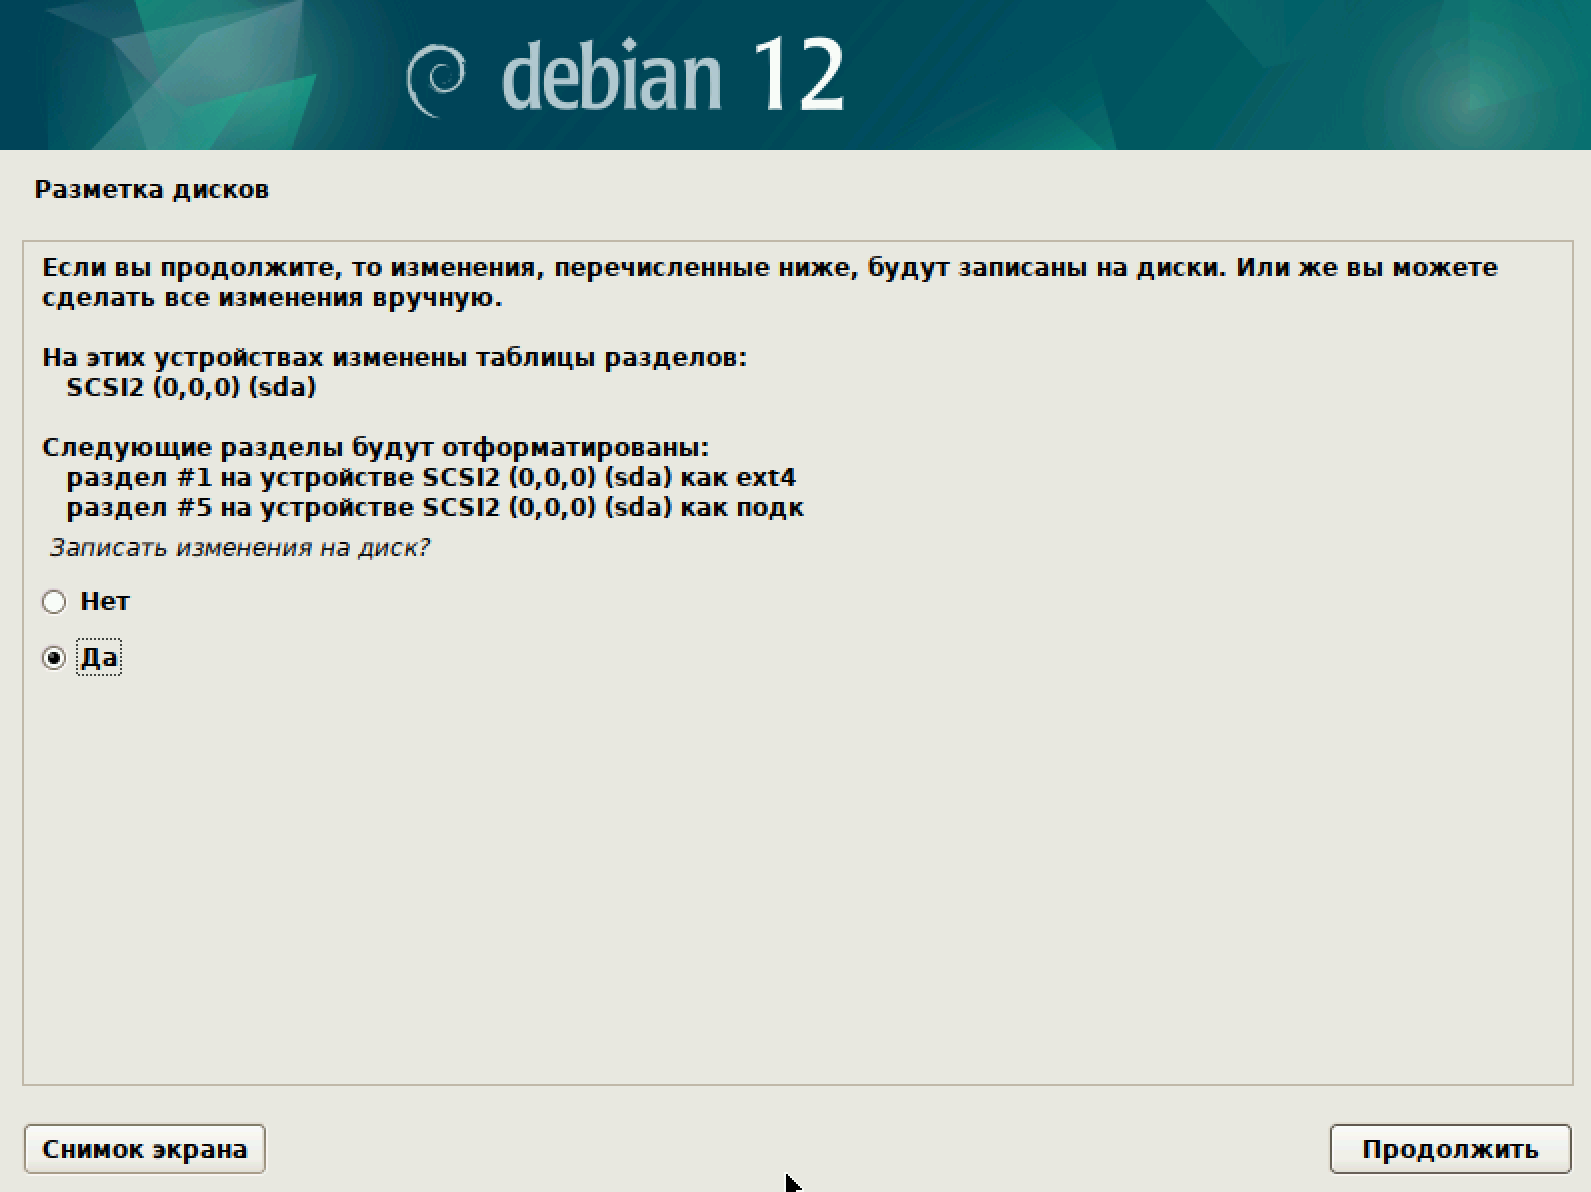 debian 12
Разметка дисков
Если вы продолжите, то изменения, перечисленные ниже, будут записаны на диски. Или же вы можете
сделать все изменения вручную.
На этих устройствах изменены таблицы разделов:
SCSI2 (0,0,0) (sda)
Следующие разделы будут отформатированы:
раздел #1 на устройстве SCSI2 (0,0,0) (sda) как ext4
раздел #5 на устройстве SCSI2 (0,0,0) (sda) как подк
Записать изменения на диск?
Нет
Да
Снимок экрана
Продолжить